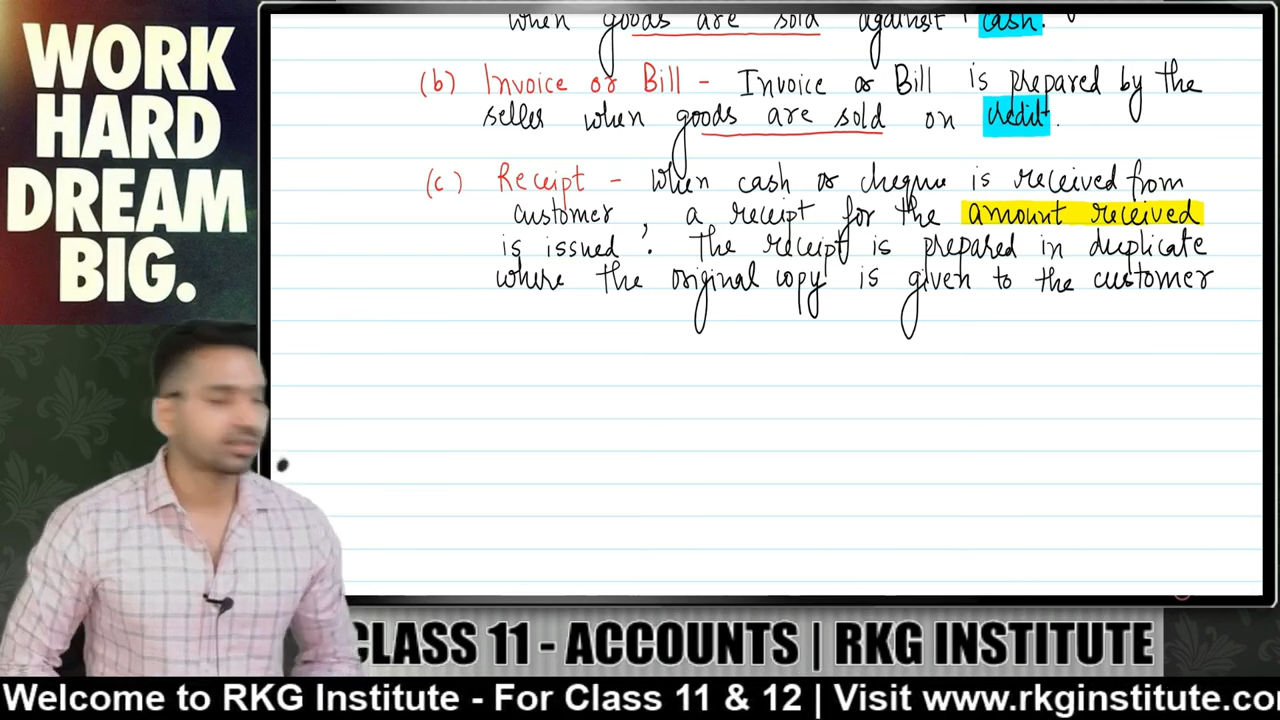 WORK
HARD
DREAM
BIG.
when goods are sold against cash.
(b) Invoice or Bill - Invoice or Bill is prepared by the
seller when goods are sold on credit.
(c) Receipt - When cash or cheque is received from
customer, a receipt for the amount received
is issued. The receipt is prepared in duplicate
where the original copy is given to the customer
CLASS 11 - ACCOUNTS | RKG INSTITUTE
Welcome to RKG Institute - For Class 11 & 12 | Visit www.rkginstitute.co